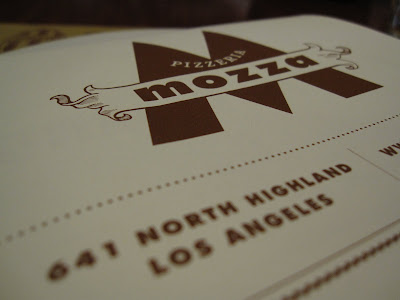 M
PIZZERIA
mozza
641 NORTH HIGHLAND
LOS ANGELES